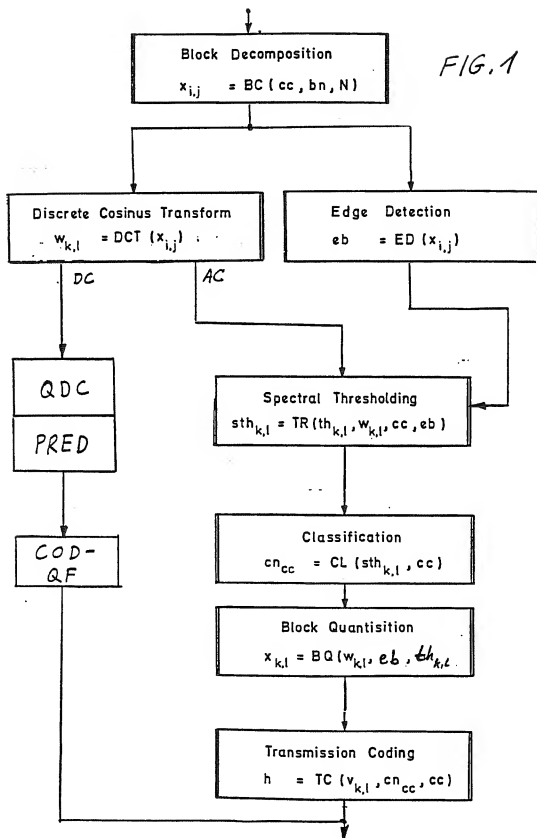 FIG.1
Block Decomposition
x_{i,j} = BC (cc, bn, N)
Discrete Cosinus Transform
w_{k,l} = DCT (x_{i,j})
Edge Detection
eb = ED (x_{i,j})
DC
AC
QDC
PRED
Spectral Thresholding
sth_{k,l} = TR (th_{k,l}, w_{k,l}, cc, eb)
COD-
QF
Classification
cn_{cc} = CL (sth_{k,l}, cc)
Block Quantisition
x_{k,l} = BQ (w_{k,l}, eb, th_{k,l}
Transmission Coding
h = TC (v_{k,l}, cn_{cc}, cc)